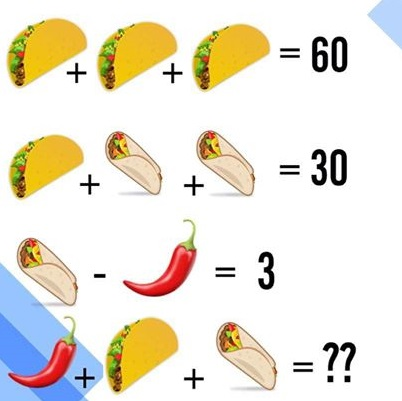 + + = 60
+ + = 30
- = 3
+ + = ??